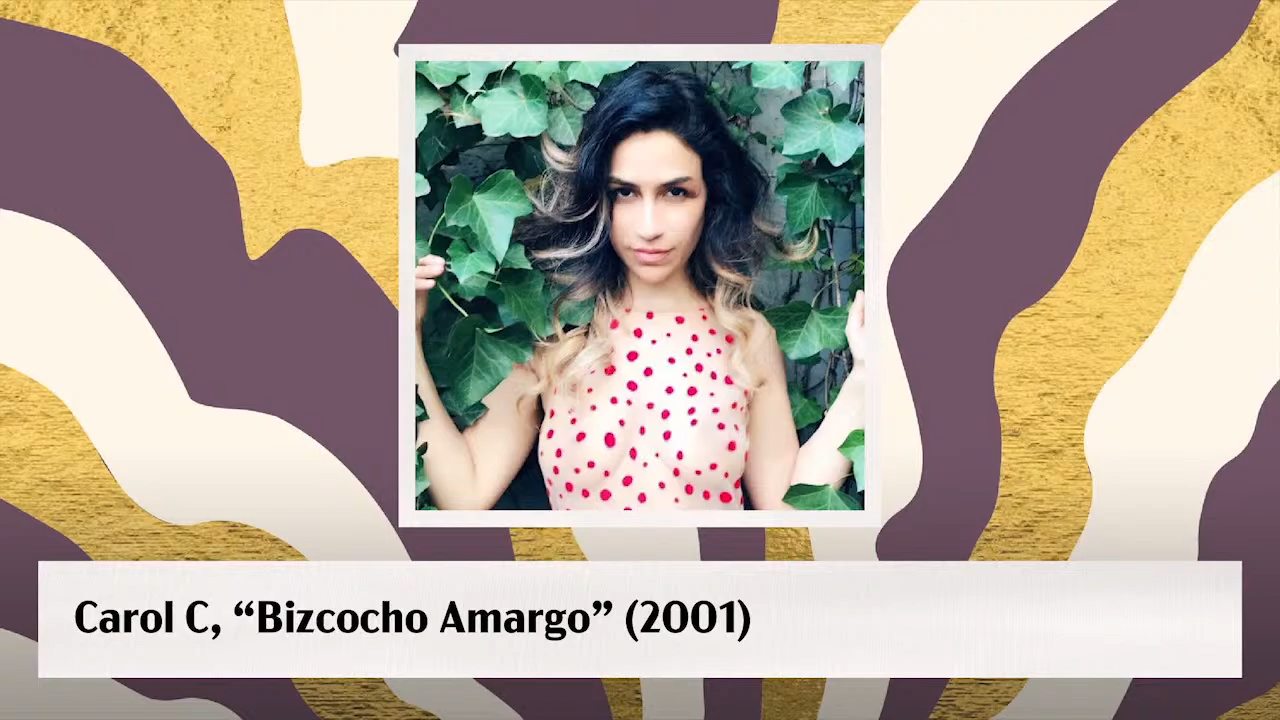 Carol C, “Bizcocho Amargo” (2001)